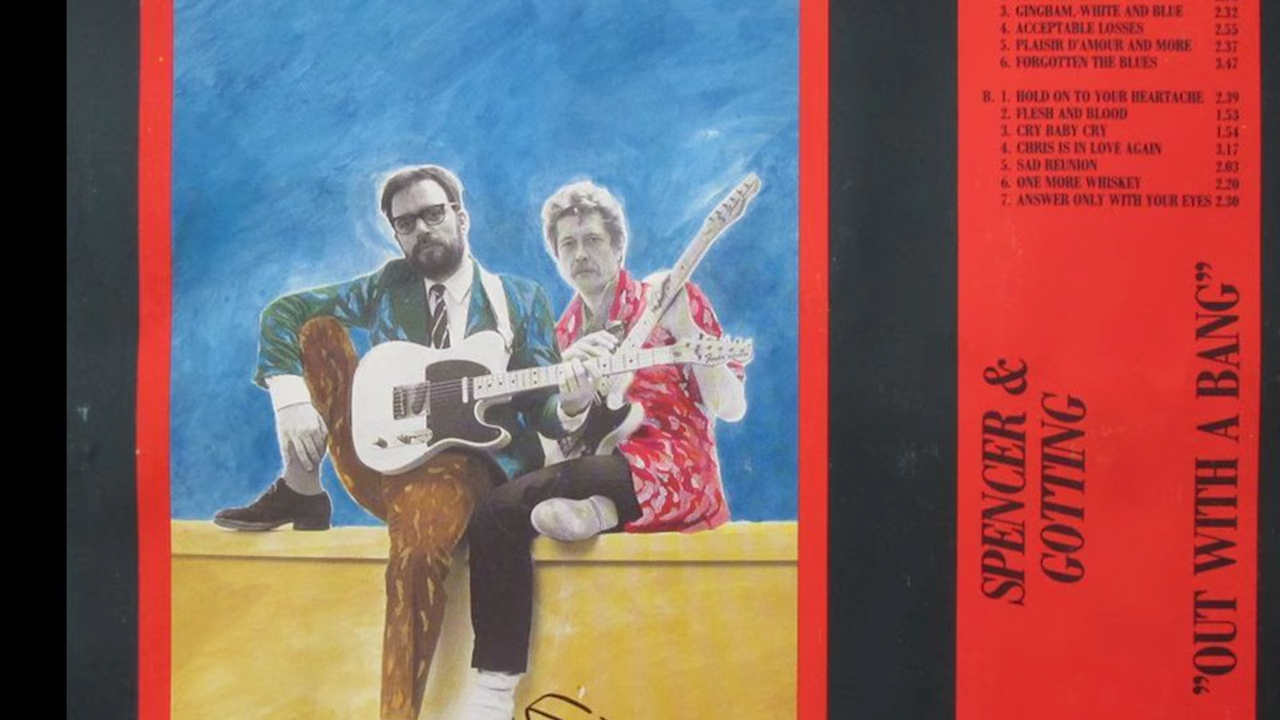 3. GINGHAM, WHITE AND BLUE 2.32
4. ACCEPTABLE LOSSES 2.55
5. PLAISIR D'AMOUR AND MORE 2.37
6. FORGOTTEN THE BLUES 3.47
B. 1. HOLD ON TO YOUR HEARTACHE 2.39
2. FLESH AND BLOOD 1.53
3. CRY BABY CRY 1.54
4. CHRIS IS IN LOVE AGAIN 3.17
5. SAD REUNION 2.03
6. ONE MORE WHISKEY 2.20
7. ANSWER ONLY WITH YOUR EYES 2.30
SPENCER &
GOTTING
"OUT WITH A BANG"